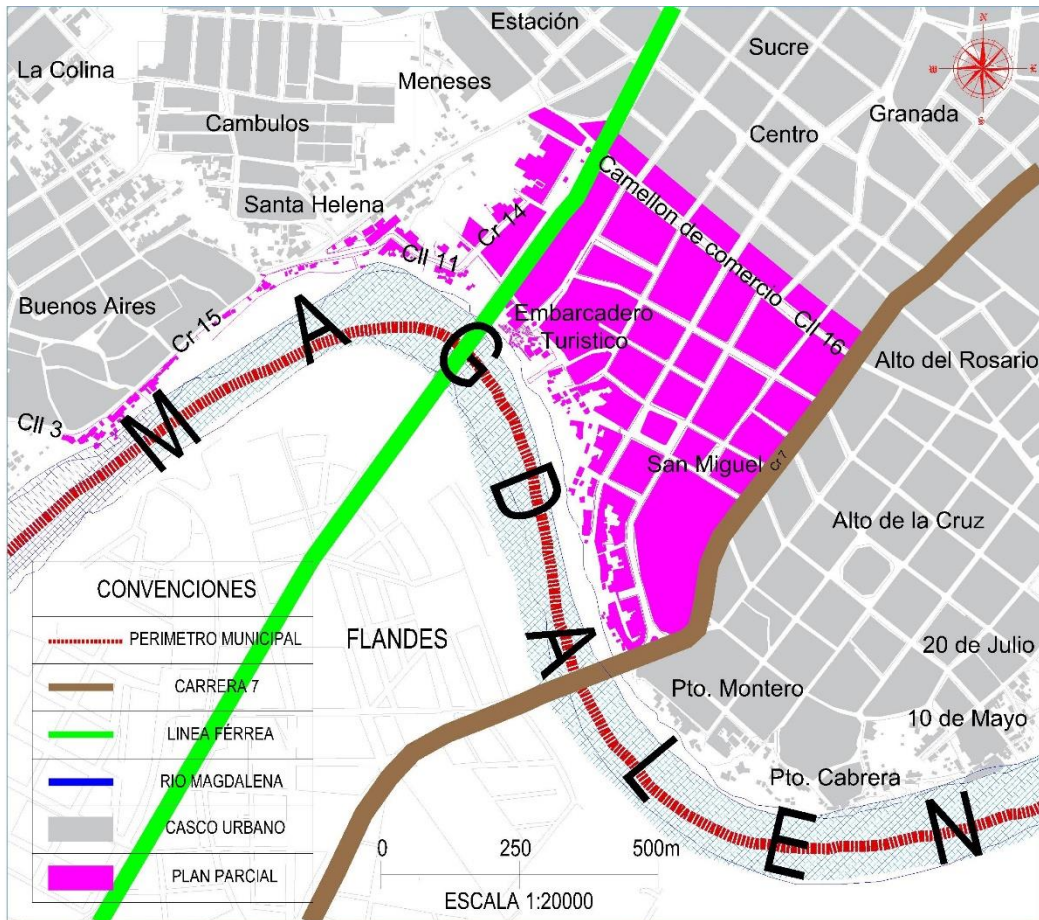 Estación
Sucre
La Colina
Meneses
Granada
Cambulos
Centro
Santa Helena
Camellon de comercio
Cr 14
Cll 11
Buenos Aires
Cr 15
Embarcadero
Turistico
Cll 16
Alto del Rosario
Cll 3
San Miguel
Cr 7
Alto de la Cruz
MAGDALEN
FLANDES
20 de Julio
Pto. Montero
10 de Mayo
Pto. Cabrera
CONVENCIONES
PERIMETRO MUNICIPAL
CARRERA 7
LINEA FÉRREA
RIO MAGDALENA
CASCO URBANO
PLAN PARCIAL
0 250 500m
ESCALA 1:20000
N
S